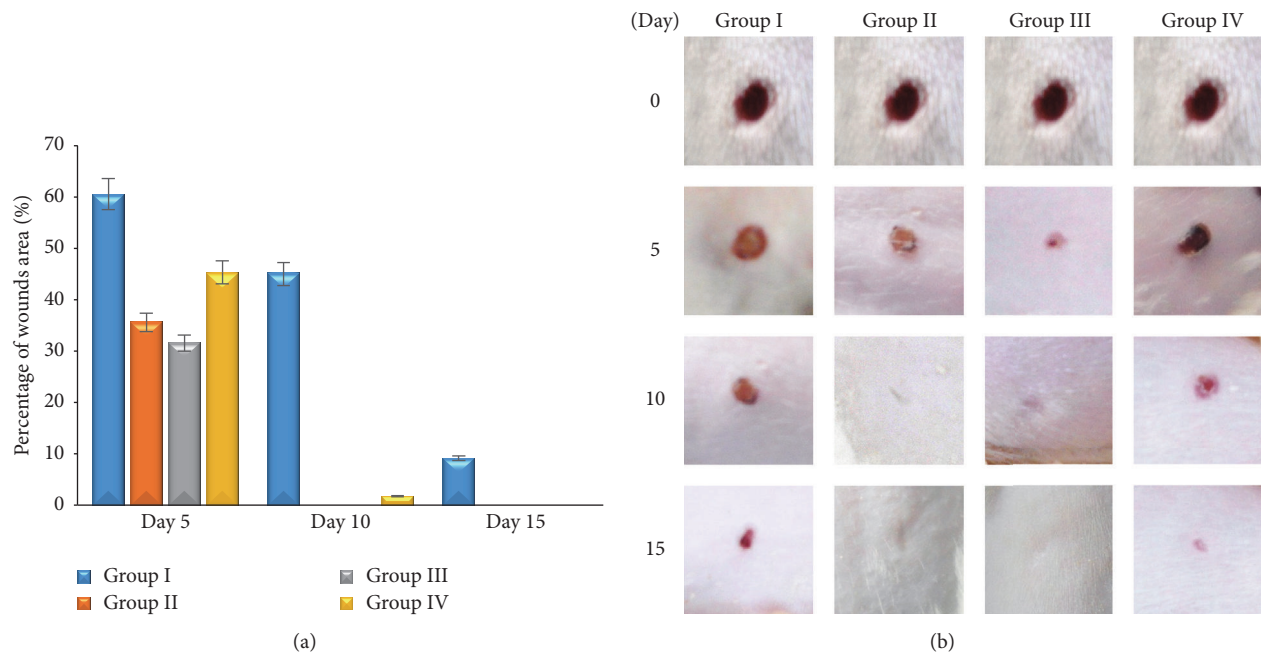 Percentage of wounds area (%)
70
60
50
40
30
20
10
0
Day 5 Day 10 Day 15
Group I Group III
Group II Group IV
(a)
(Day) Group I Group II Group III Group IV
0
5
10
15
(b)